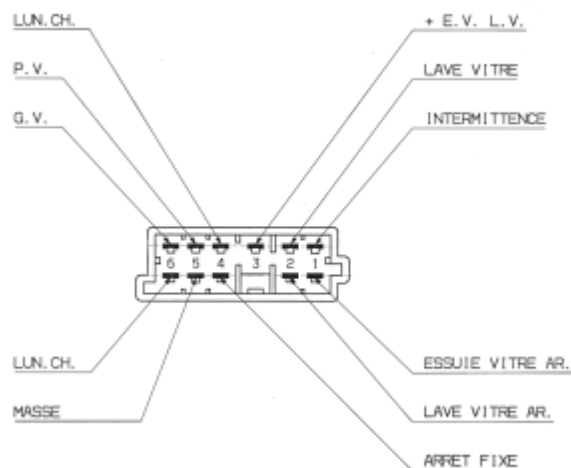 LUN.CH.
+ E.V. L.V.
P.V.
LAVE VITRE
G.V.
INTERMITTENCE
6 5 4 3 2 1
LUN.CH.
ESSUIE VITRE AR.
MASSE
LAVE VITRE AR.
ARRET FIXE